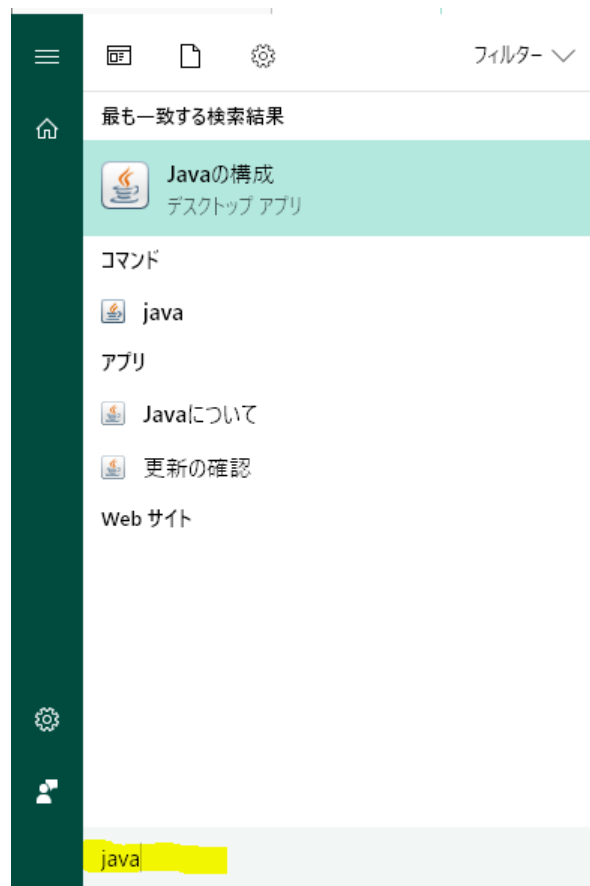 フィルター
最も一致する検索結果
Javaの構成
デスクトップ アプリ
コマンド
java
アプリ
Javaについて
更新の確認
Web サイト
java